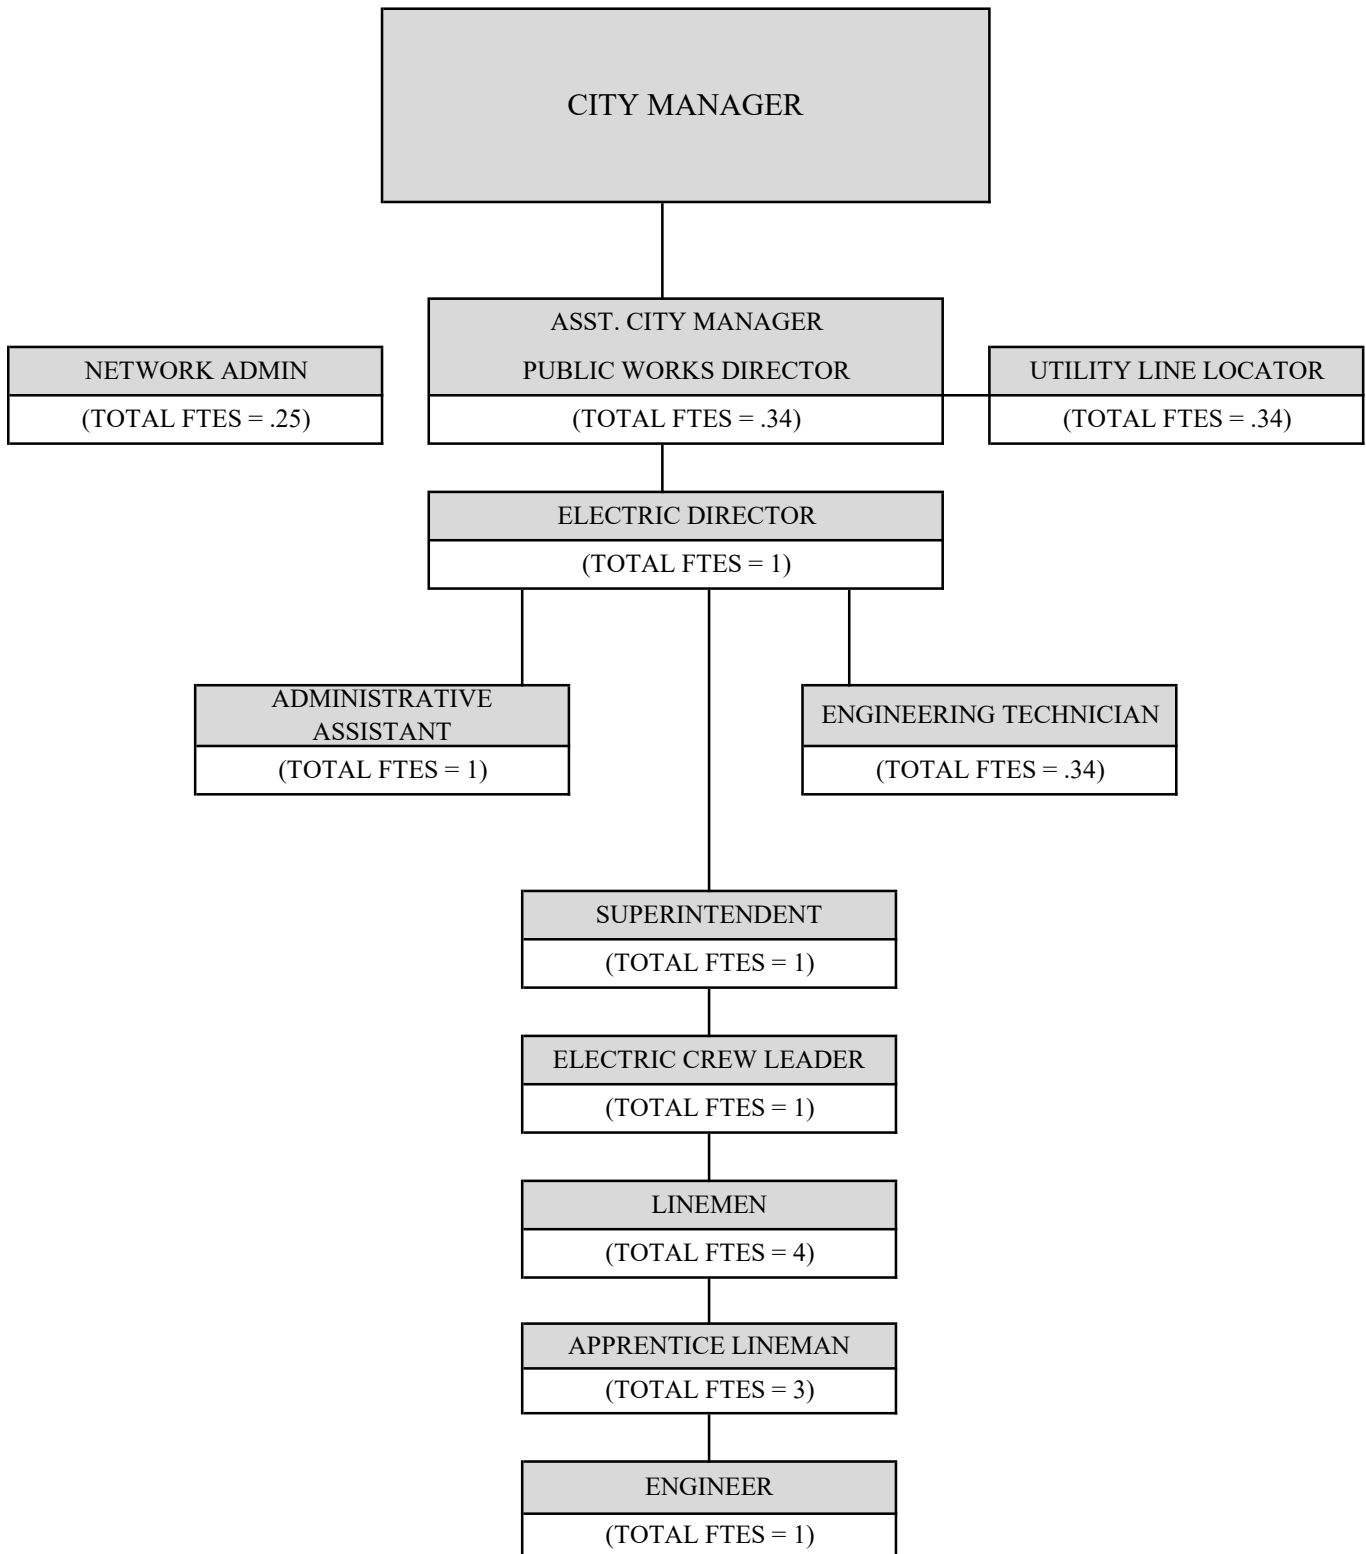 CITY MANAGER
ASST. CITY MANAGER
PUBLIC WORKS DIRECTOR
(TOTAL FTES = .34)
NETWORK ADMIN
(TOTAL FTES = .25)
UTILITY LINE LOCATOR
(TOTAL FTES = .34)
ELECTRIC DIRECTOR
(TOTAL FTES = 1)
ADMINISTRATIVE
ASSISTANT
(TOTAL FTES = 1)
ENGINEERING TECHNICIAN
(TOTAL FTES = .34)
SUPERINTENDENT
(TOTAL FTES = 1)
ELECTRIC CREW LEADER
(TOTAL FTES = 1)
LINEMEN
(TOTAL FTES = 4)
APPRENTICE LINEMAN
(TOTAL FTES = 3)
ENGINEER
(TOTAL FTES = 1)